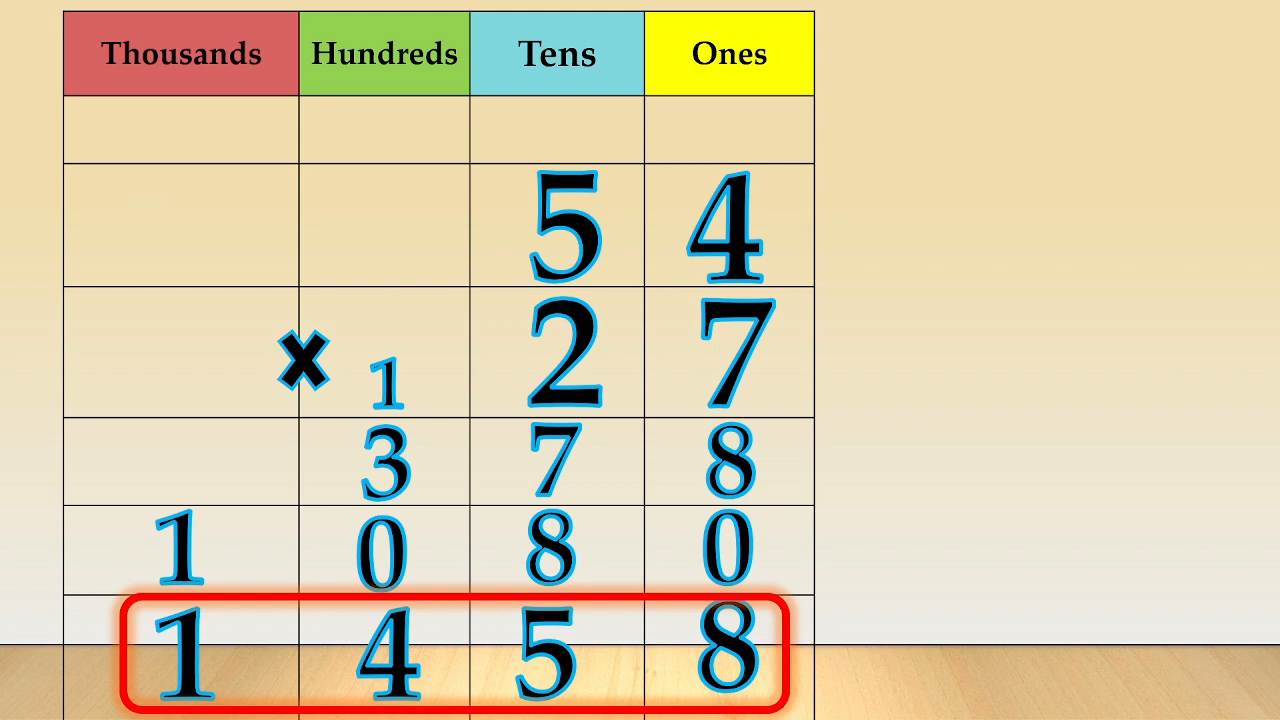 Thousands Hundreds Tens Ones
5 4
× 1 2 7
3 7 8
1 0 8 0
1 4 5 8